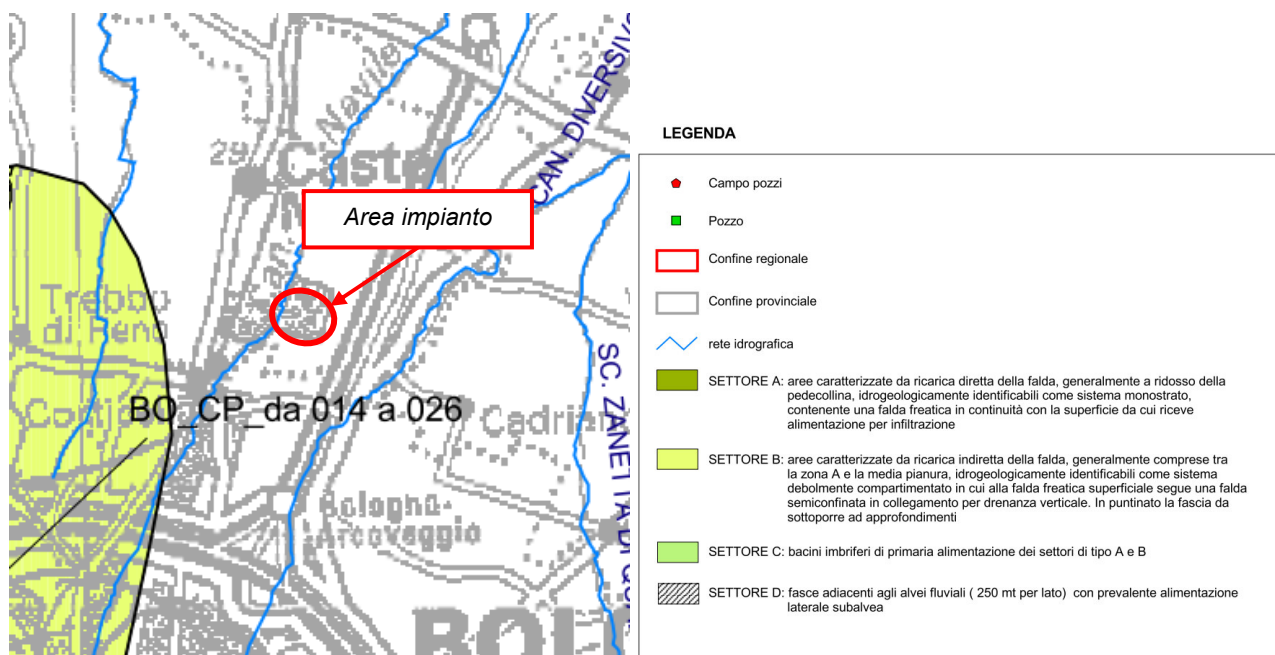 CAN. DIVERSIVO
Navile
29
Castel
Area impianto
Trebbo
di Reno
BO_CP_da 014 a 026
Cadriano
SC. ZANETTA DI QU
Bologna-
Arcoveggio
BOL
LEGENDA
Campo pozzi
Pozzo
Confine regionale
Confine provinciale
rete idrografica
SETTORE A: aree caratterizzate da ricarica diretta della falda, generalmente a ridosso della
pedecollina, idrogeologicamente identificabili come sistema monostrato,
contenente una falda freatica in continuità con la superficie da cui riceve
alimentazione per infiltrazione
SETTORE B: aree caratterizzate da ricarica indiretta della falda, generalmente comprese tra
la zona A e la media pianura, idrogeologicamente identificabili come sistema
debolmente compartimentato in cui alla falda freatica superficiale segue una falda
semiconfinata in collegamento per drenanza verticale. In puntinato la fascia da
sottoporre ad approfondimenti
SETTORE C: bacini imbriferi di primaria alimentazione dei settori di tipo A e B
SETTORE D: fasce adiacenti agli alvei fluviali ( 250 mt per lato) con prevalente alimentazione
laterale subalvea